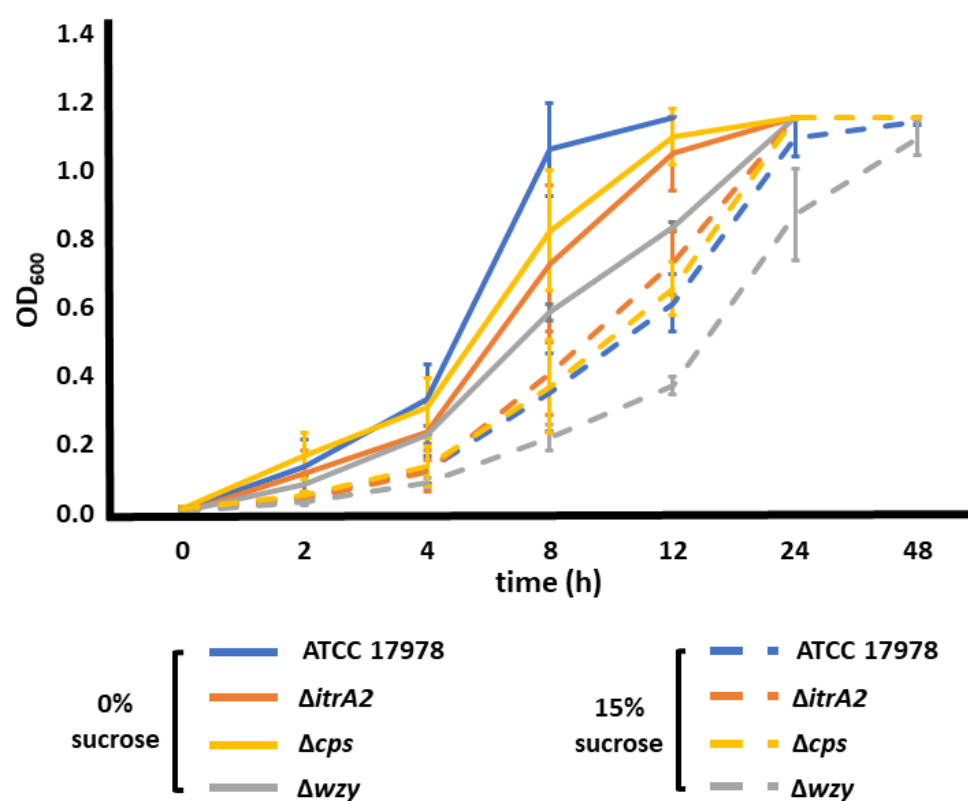 1.4
1.2
1.0
0.8
0.6
0.4
0.2
0.0
OD600
0 2 4 8 12 24 48
time (h)
0% sucrose
ATCC 17978
ΔitrA2
Δcps
Δwzy
15% sucrose
ATCC 17978
ΔitrA2
Δcps
Δwzy